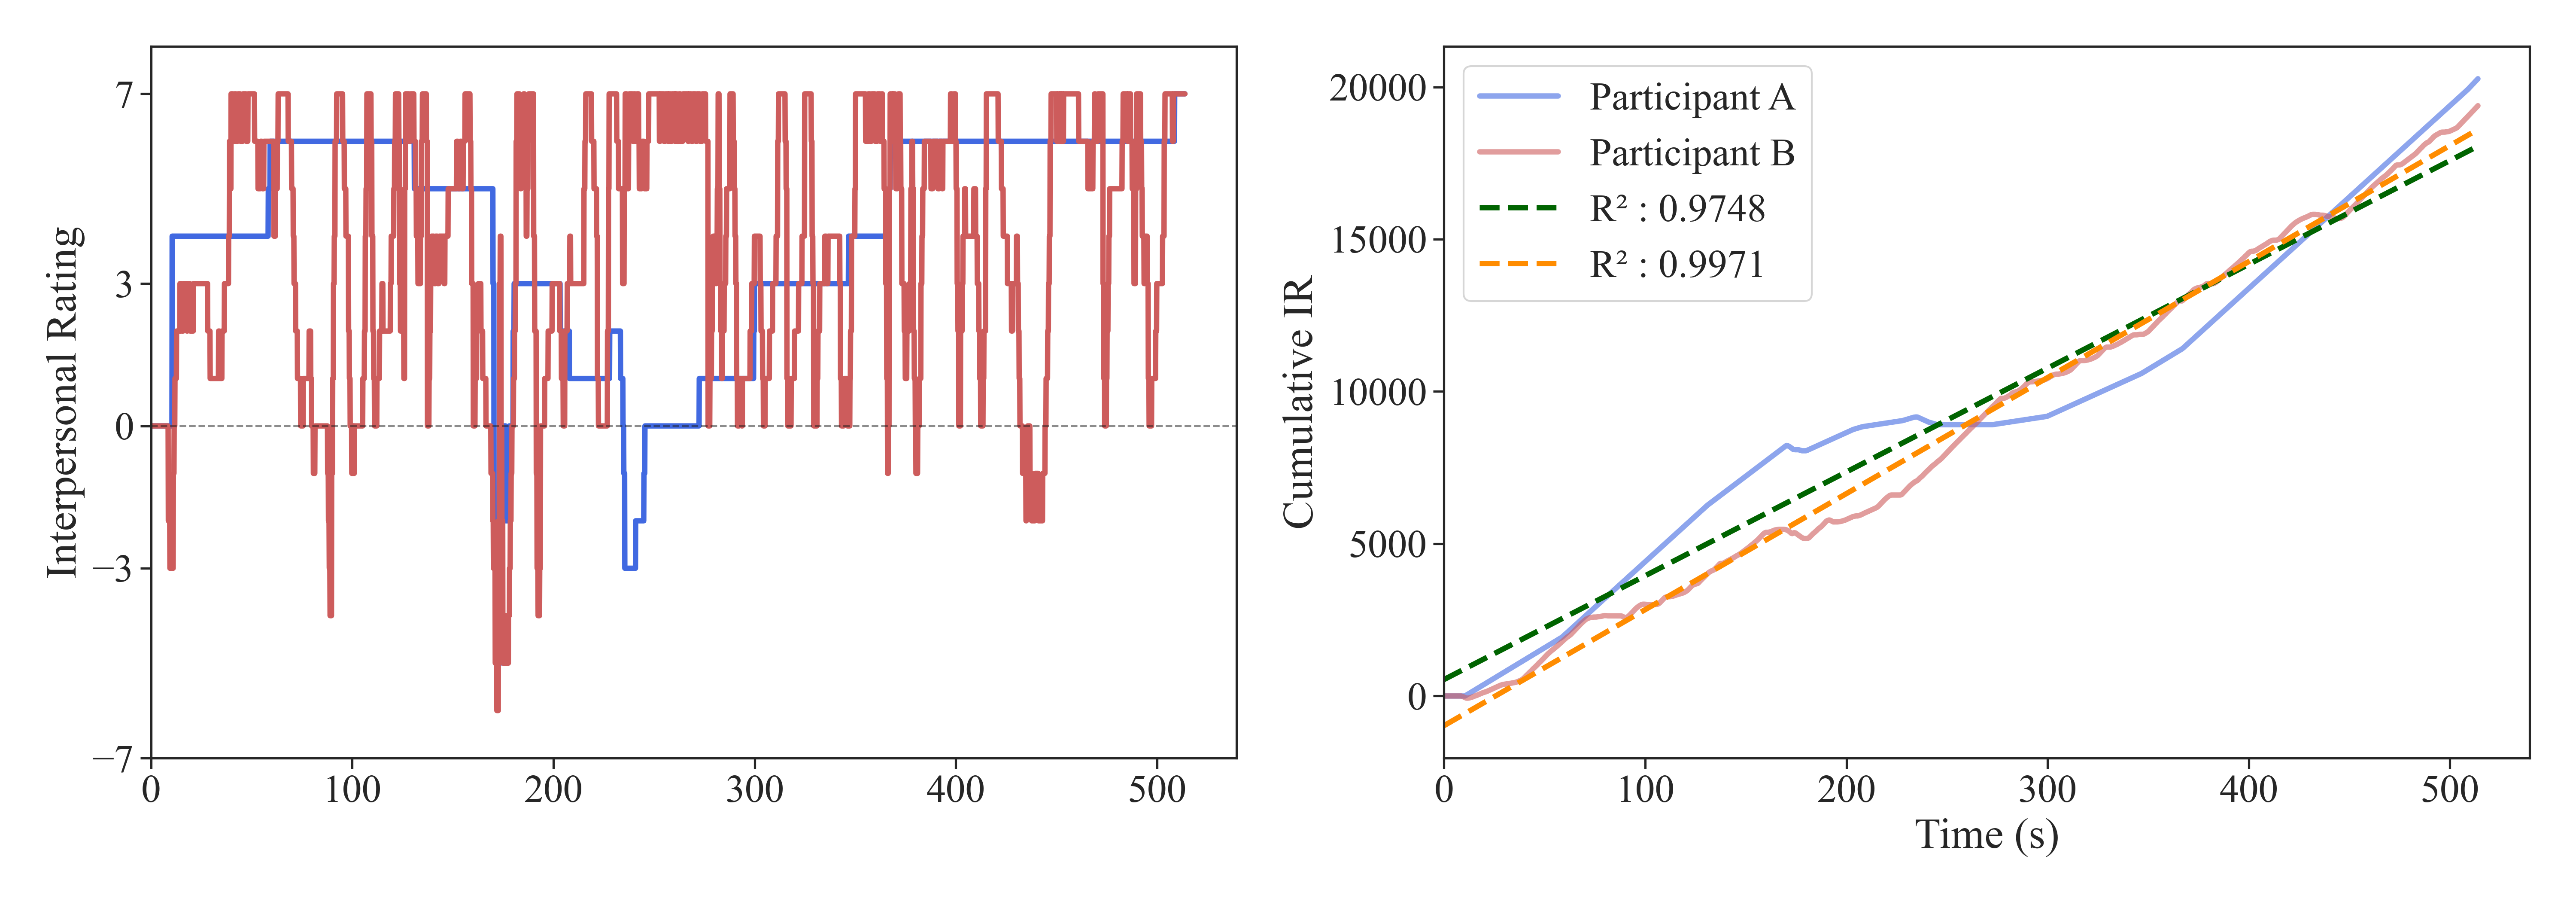 Interpersonal Rating
7
3
0
−3
−7
0 100 200 300 400 500
Cumulative IR
20000
15000
10000
5000
0
Participant A
Participant B
R² : 0.9748
R² : 0.9971
0 100 200 300 400 500
Time (s)